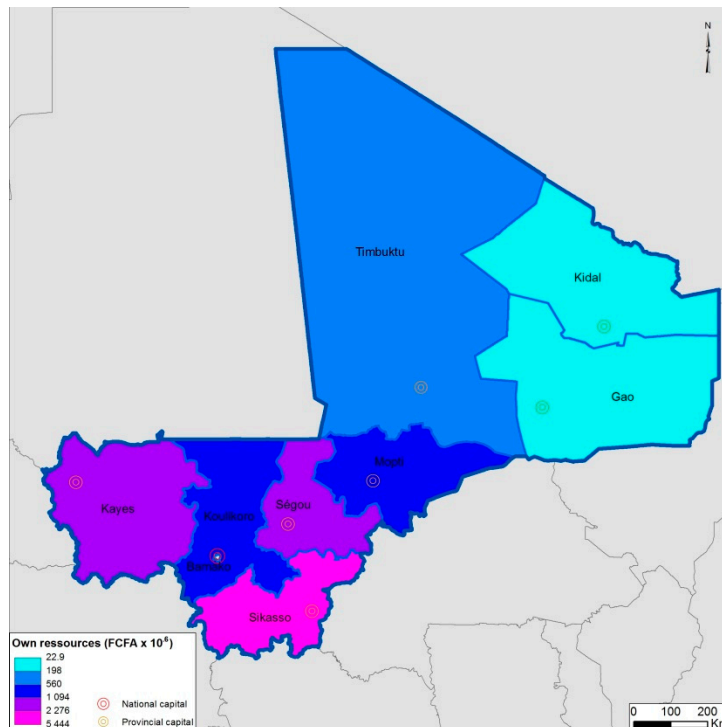 N
Timbuktu
Kidal
Gao
Mopti
Kayes
Koulikoro
Ségou
Bamako
Sikasso
Own ressources (FCFA x 10⁶)
22.9
198
560
1 094
2 276
5 444
National capital
Provincial capital
0 100 200
Km